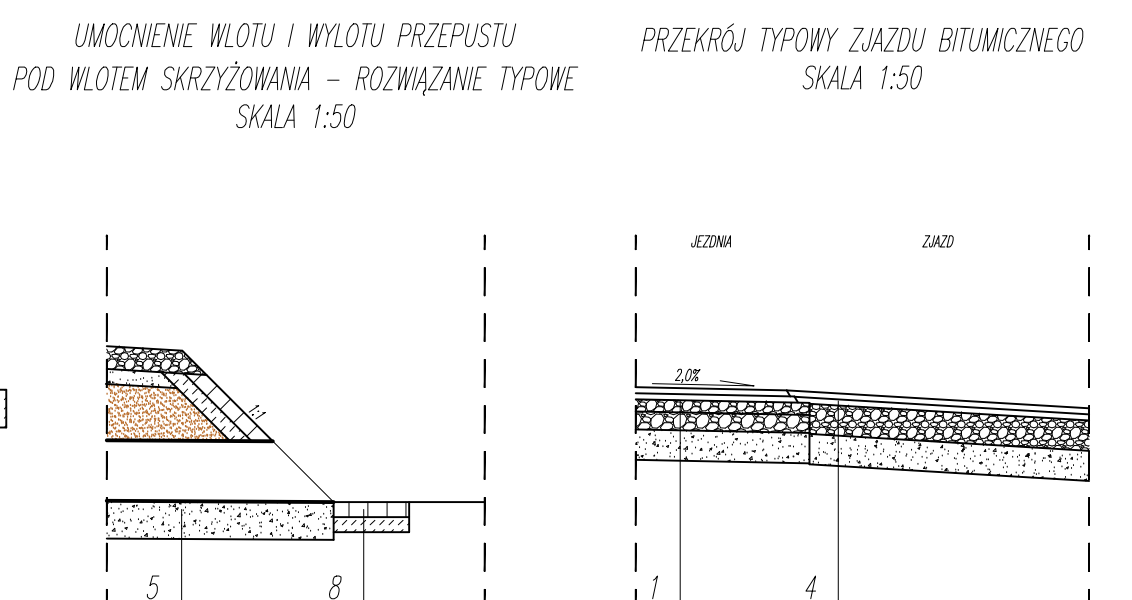 UMOCNIENIE WLOTU I WYLOTU PRZEPUSTU
POD WLOTEM SKRZYŻOWANIA – ROZWIĄZANIE TYPOWE
SKALA 1:50
PRZEKRÓJ TYPOWY ZJAZDU BITUMICZNEGO
SKALA 1:50
JEZDNIA
ZJAZD
1:1
2,0%
5
8
1
4